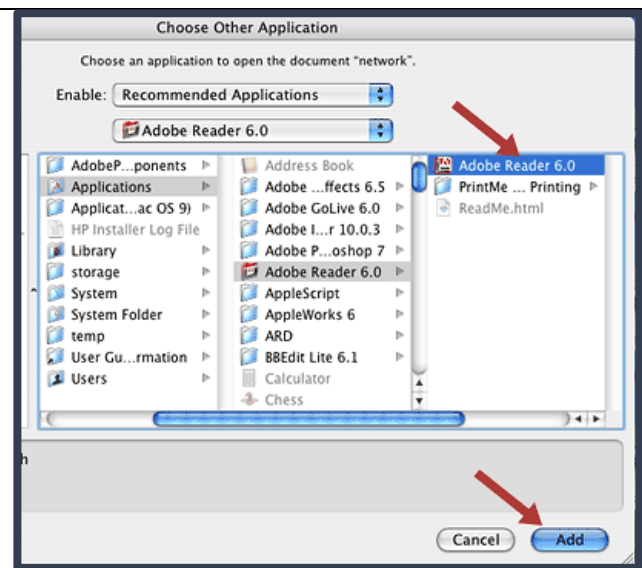 Choose Other Application
Choose an application to open the document “network”.
Enable: Recommended Applications
Adobe Reader 6.0
AdobeP...ponents
Applications
Applicat...ac OS 9)
HP Installer Log File
Library
storage
System
System Folder
temp
User Gu...rmation
Users
Address Book
Adobe ...ffects 6.5
Adobe GoLive 6.0
Adobe I...r 10.0.3
Adobe P...oshop 7
Adobe Reader 6.0
AppleScript
AppleWorks 6
ARD
BBEdit Lite 6.1
Calculator
Chess
Adobe Reader 6.0
PrintMe ... Printing
ReadMe.html
h
Cancel Add